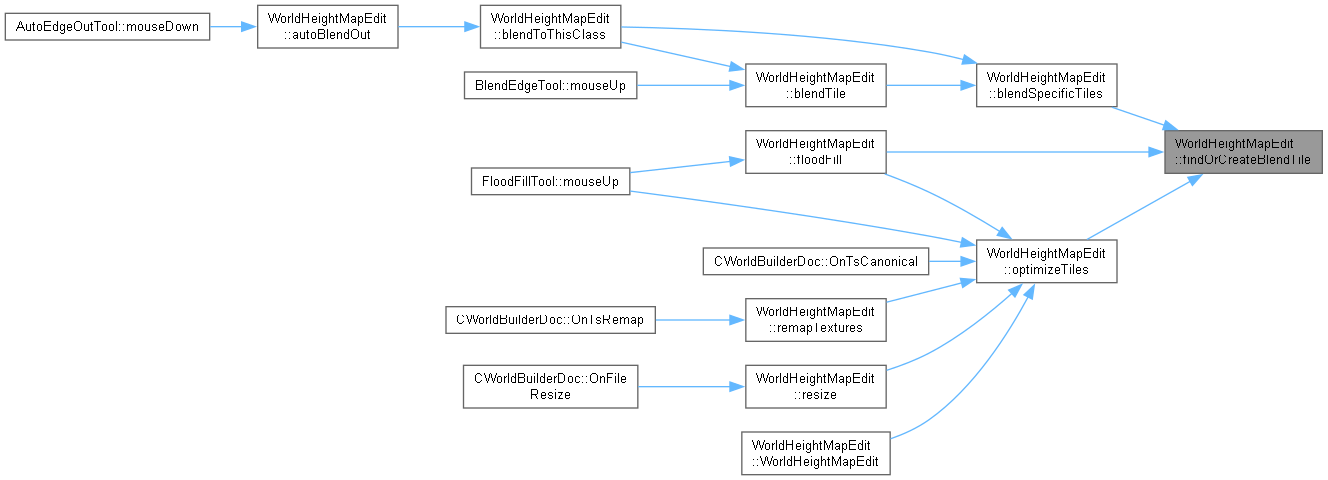 AutoEdgeOutTool::mouseDown
WorldHeightMapEdit
::autoBlendOut
WorldHeightMapEdit
::blendToThisClass
BlendEdgeTool::mouseUp
WorldHeightMapEdit
::blendTile
WorldHeightMapEdit
::blendSpecificTiles
WorldHeightMapEdit
::floodFill
WorldHeightMapEdit
::findOrCreateBlendTile
FloodFillTool::mouseUp
CWorldBuilderDoc::OnTsCanonical
WorldHeightMapEdit
::optimizeTiles
CWorldBuilderDoc::OnTsRemap
WorldHeightMapEdit
::remapTextures
CWorldBuilderDoc::OnFile
Resize
WorldHeightMapEdit
::resize
WorldHeightMapEdit
::WorldHeightMapEdit